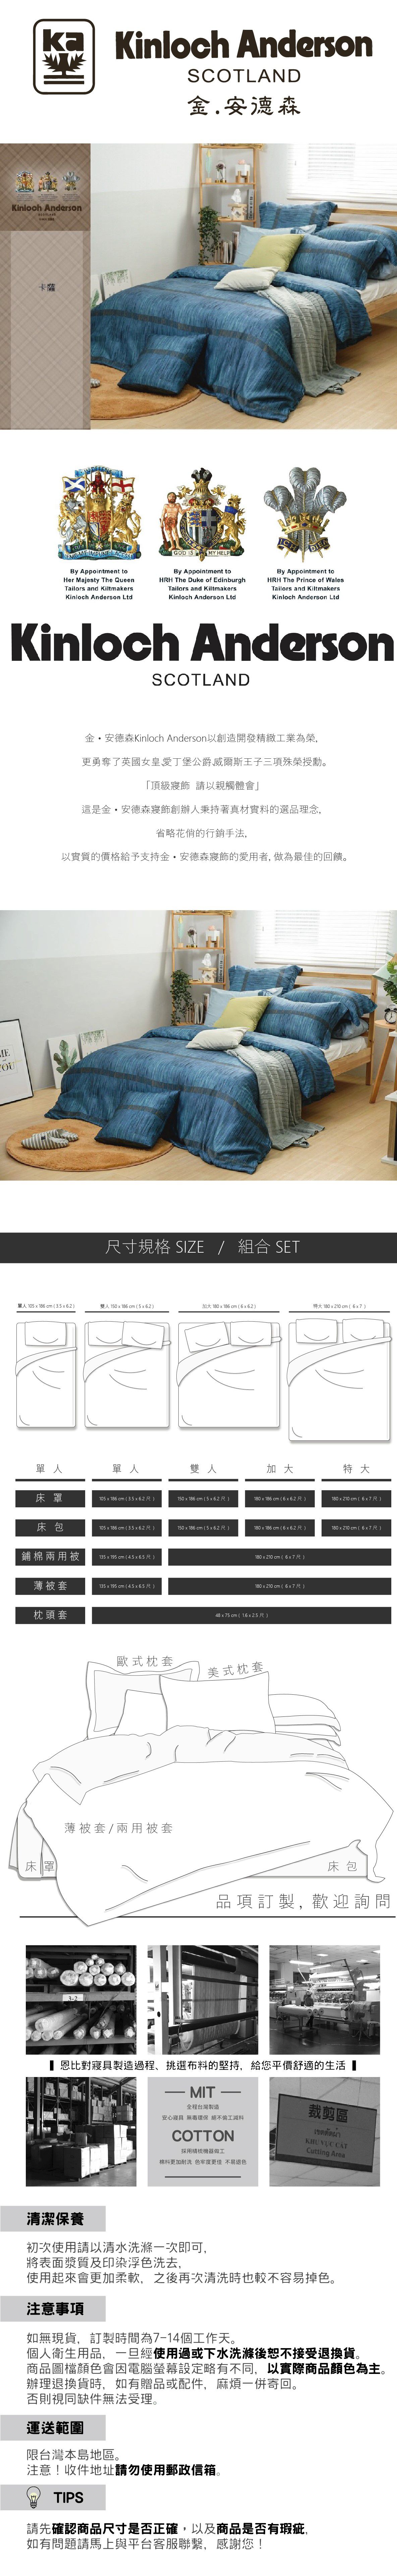 ka
Kinloch Anderson
SCOTLAND
金.安德森
Kinloch Anderson
SCOTLAND
卡薩
GOD IS MY HELP
By Appointment to
Her Majesty The Queen
Tailors and Kiltmakers
Kinloch Anderson Ltd
By Appointment to
HRH The Duke of Edinburgh
Tailors and Kiltmakers
Kinloch Anderson Ltd
By Appointment to
HRH The Prince of Wales
Tailors and Kiltmakers
Kinloch Anderson Ltd
Kinloch Anderson
SCOTLAND
金・安德森Kinloch Anderson以創造開發精緻工業為榮,
更勇奪了英國女皇,愛丁堡公爵,威爾斯王子三項殊榮授勳。
「頂級寢飾 請以親觸體會」
這是金・安德森寢飾創辦人秉持著真材實料的選品理念,
省略花俏的行銷手法,
以實質的價格給予支持金・安德森寢飾的愛用者, 做為最佳的回饋。
尺寸規格 SIZE / 組合 SET
單人 105 x 186 cm ( 3.5 x 6.2 )
雙人 150 x 186 cm ( 5 x 6.2 )
加大 180 x 186 cm ( 6 x 6.2 )
特大 180 x 210 cm ( 6 x 7 )
單 人 單 人 雙 人 加 大 特 大
床 罩 105 x 186 cm ( 3.5 x 6.2 尺 ) 150 x 186 cm ( 5 x 6.2 尺 ) 180 x 186 cm ( 6 x 6.2 尺 ) 180 x 210 cm ( 6 x 7 尺 )
床 包 105 x 186 cm ( 3.5 x 6.2 尺 ) 150 x 186 cm ( 5 x 6.2 尺 ) 180 x 186 cm ( 6 x 6.2 尺 ) 180 x 210 cm ( 6 x 7 尺 )
鋪棉兩用被 135 x 195 cm ( 4.5 x 6.5 尺 ) 180 x 210 cm ( 6 x 7 尺 )
薄被套 135 x 195 cm ( 4.5 x 6.5 尺 ) 180 x 210 cm ( 6 x 7 尺 )
枕頭套 48 x 75 cm ( 1.6 x 2.5 尺 )
歐式枕套
美式枕套
薄被套/兩用被套
床 罩
床 包
品項訂製, 歡迎詢問
恩比對寢具製造過程、挑選布料的堅持, 給您平價舒適的生活
MIT
全程台灣製造
安心寢具 無毒環保 絕不偷工減料
COTTON
採用精梳機器織工
棉料更加耐洗 色牢度更佳 不易退色
裁剪區
KHU VỰC CẮT
Cutting Area
清潔保養
初次使用請以清水洗滌一次即可,
將表面漿質及印染浮色洗去,
使用起來會更加柔軟, 之後再次清洗時也較不容易掉色。
注意事項
如無現貨, 訂製時間為7-14個工作天。
個人衛生用品, 一旦經使用過或下水洗滌後恕不接受退換貨。
商品圖檔顏色會因電腦螢幕設定略有不同, 以實際商品顏色為主。
辦理退換貨時, 如有贈品或配件, 麻煩一併寄回。
否則視同缺件無法受理。
運送範圍
限台灣本島地區。
注意！收件地址請勿使用郵政信箱。
TIPS
請先確認商品尺寸是否正確，以及商品是否有瑕疵,
如有問題請馬上與平台客服聯繫, 感謝您！